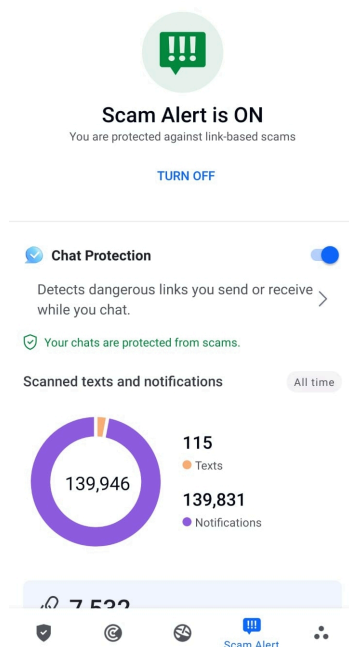 Scam Alert is ON
You are protected against link-based scams
TURN OFF
Chat Protection
Detects dangerous links you send or receive
while you chat.
Your chats are protected from scams.
Scanned texts and notifications
All time
139,946
115
Texts
139,831
Notifications
7,532
Scam Alert